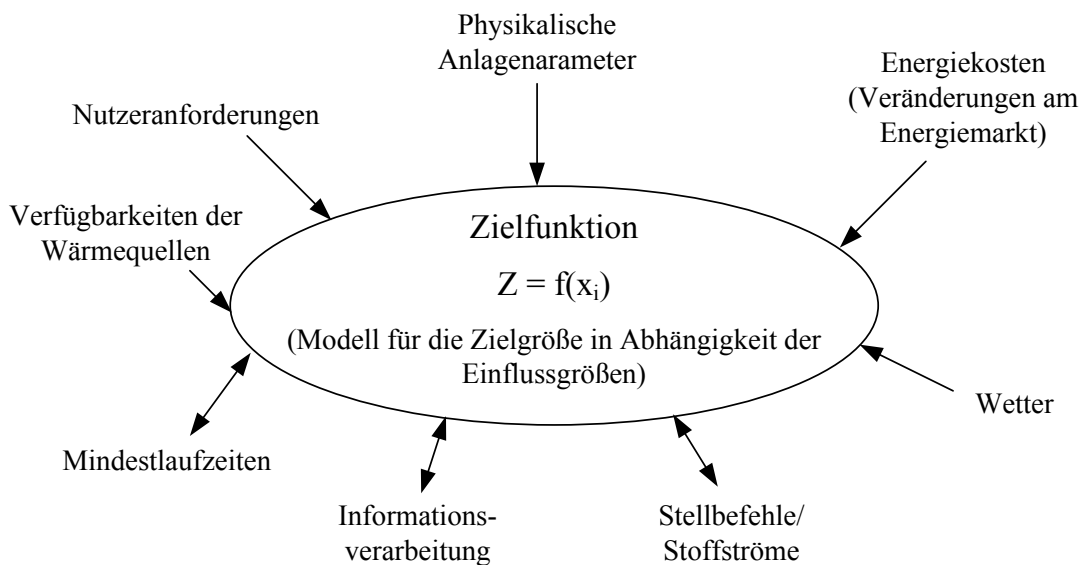 Physikalische
Anlagenarameter
Energiekosten
(Veränderungen am
Energiemarkt)
Nutzeranforderungen
Verfügbarkeiten der
Wärmequellen
Zielfunktion
Z = f(xᵢ)
(Modell für die Zielgröße in Abhängigkeit der
Einflussgrößen)
Wetter
Mindestlaufzeiten
Informations-
verarbeitung
Stellbefehle/
Stoffströme